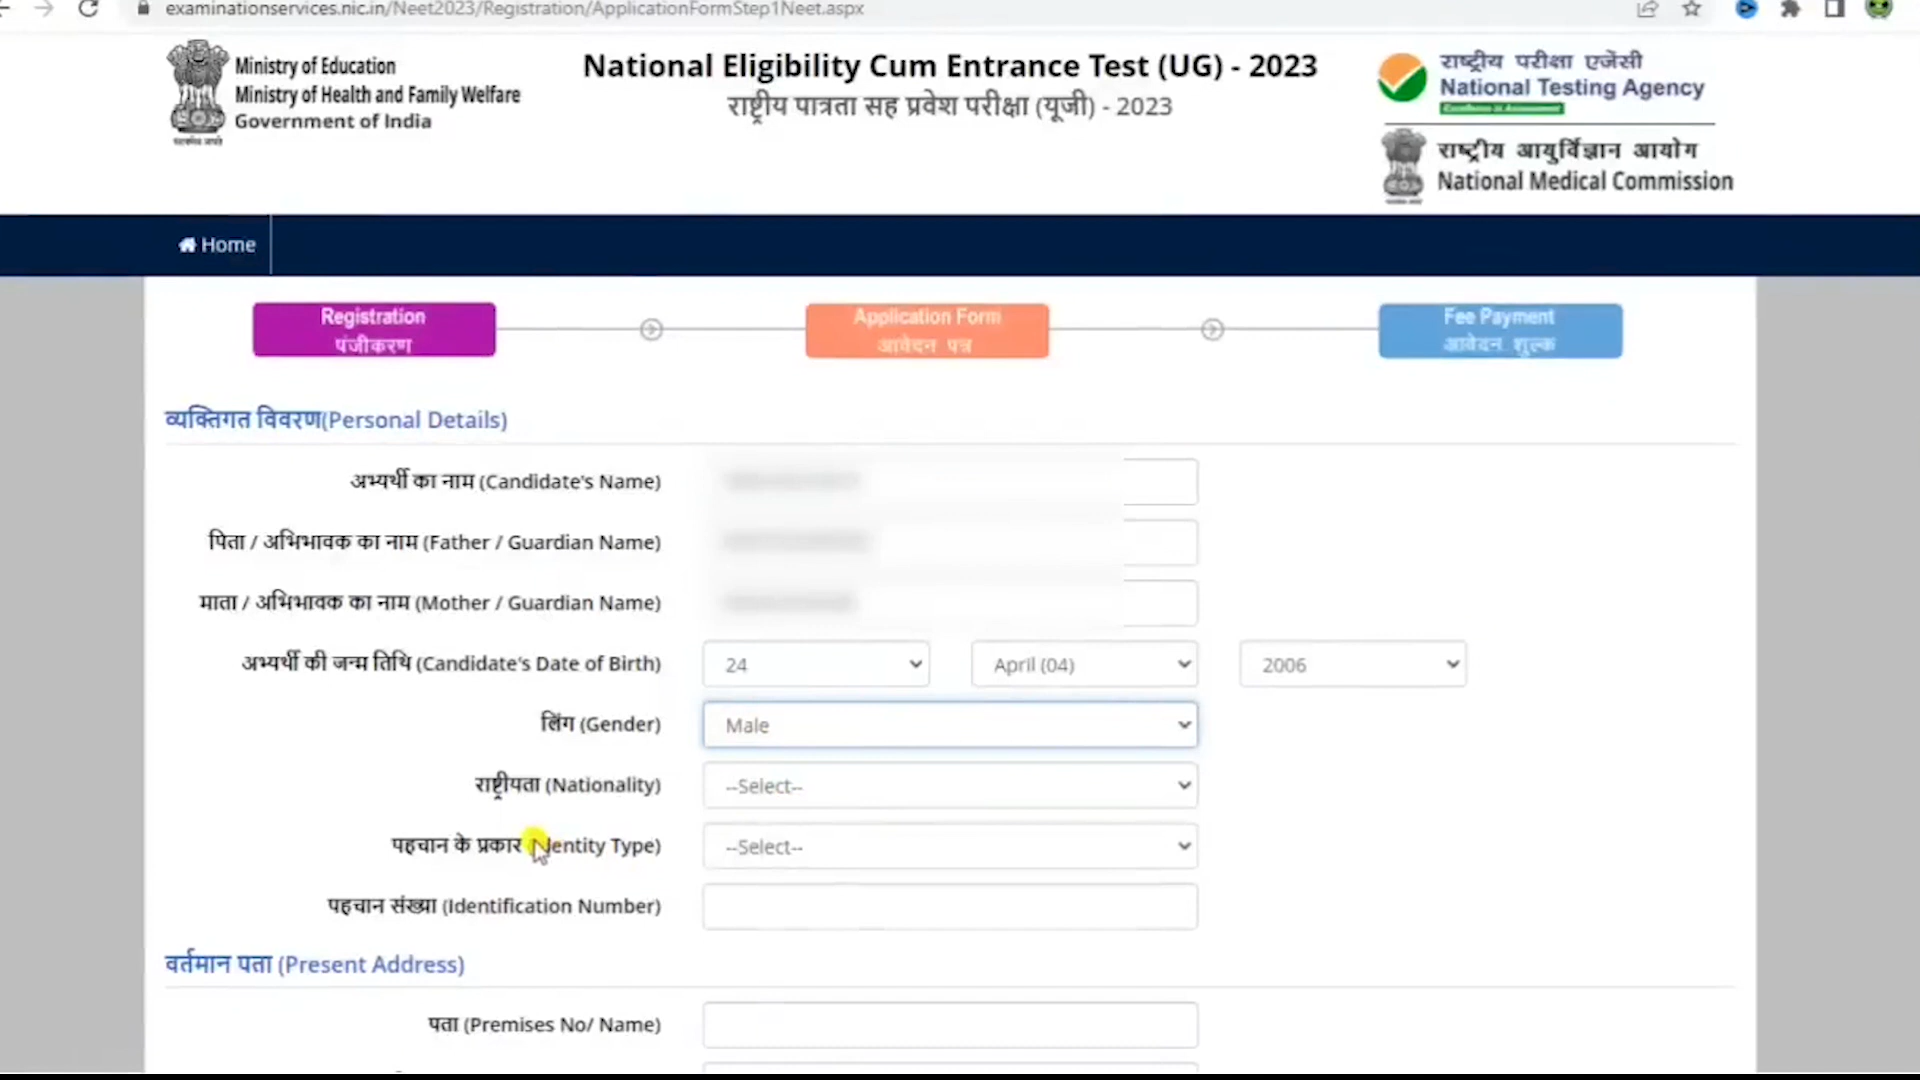 examinationservices.nic.in/Neet2023/Registration/ApplicationFormStep1Neet.aspx
Ministry of Education
Ministry of Health and Family Welfare
Government of India
National Eligibility Cum Entrance Test (UG) - 2023
राष्ट्रीय पात्रता सह प्रवेश परीक्षा (यूजी) - 2023
राष्ट्रीय परीक्षा एजेंसी
National Testing Agency
Excellence in Assessment
राष्ट्रीय आयुर्विज्ञान आयोग
National Medical Commission
Home
Registration
पंजीकरण
Application Form
आवेदन पत्र
Fee Payment
आवेदन शुल्क
व्यक्तिगत विवरण(Personal Details)
अभ्यर्थी का नाम (Candidate's Name)
पिता / अभिभावक का नाम (Father / Guardian Name)
माता / अभिभावक का नाम (Mother / Guardian Name)
अभ्यर्थी की जन्म तिथि (Candidate's Date of Birth) 24 April (04) 2006
लिंग (Gender) Male
राष्ट्रीयता (Nationality) --Select--
पहचान के प्रकार (Identity Type) --Select--
पहचान संख्या (Identification Number)
वर्तमान पता (Present Address)
पता (Premises No/ Name)